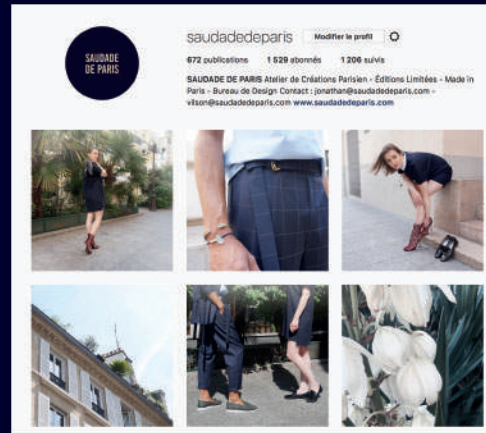 SAUDADE
DE PARIS
saudadedeparis Modifier le profil
672 publications 1 529 abonnés 1 206 suivis
SAUDADE DE PARIS Atelier de Créations Parisien - Éditions Limitées - Made in
Paris - Bureau de Design Contact : jonathan@saudadedeparis.com -
vilson@saudadedeparis.com www.saudadedeparis.com